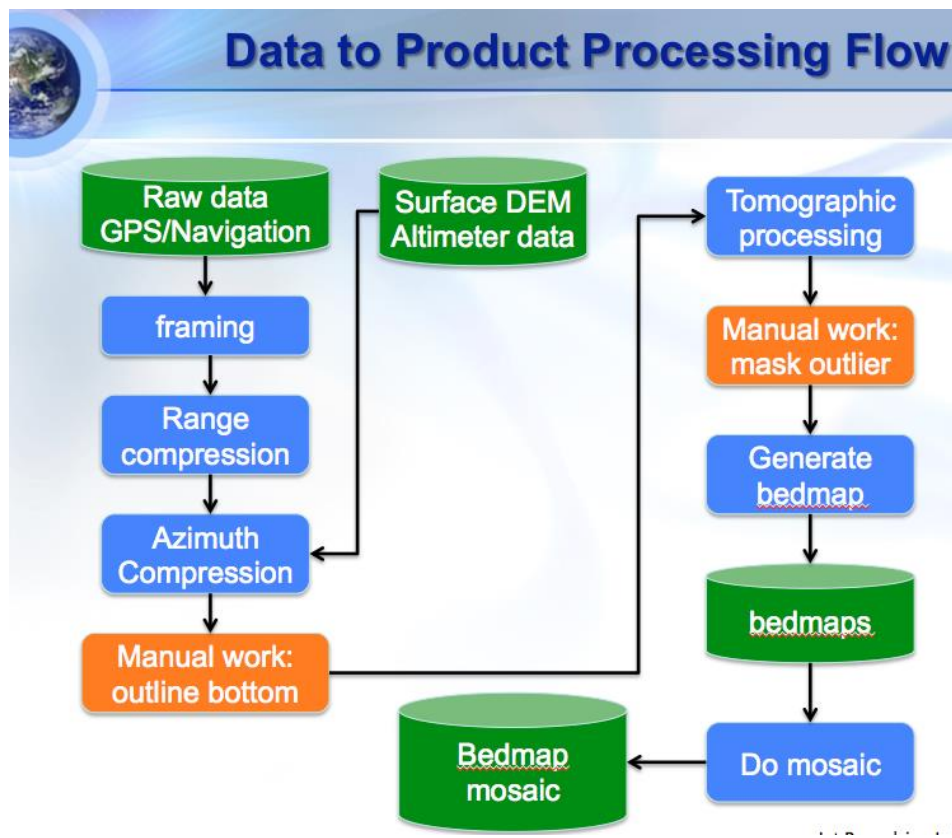 Data to Product Processing Flow
Raw data
GPS/Navigation
Surface DEM
Altimeter data
framing
Range
compression
Azimuth
Compression
Manual work:
outline bottom
Tomographic
processing
Manual work:
mask outlier
Generate
bedmap
bedmaps
Do mosaic
Bedmap
mosaic